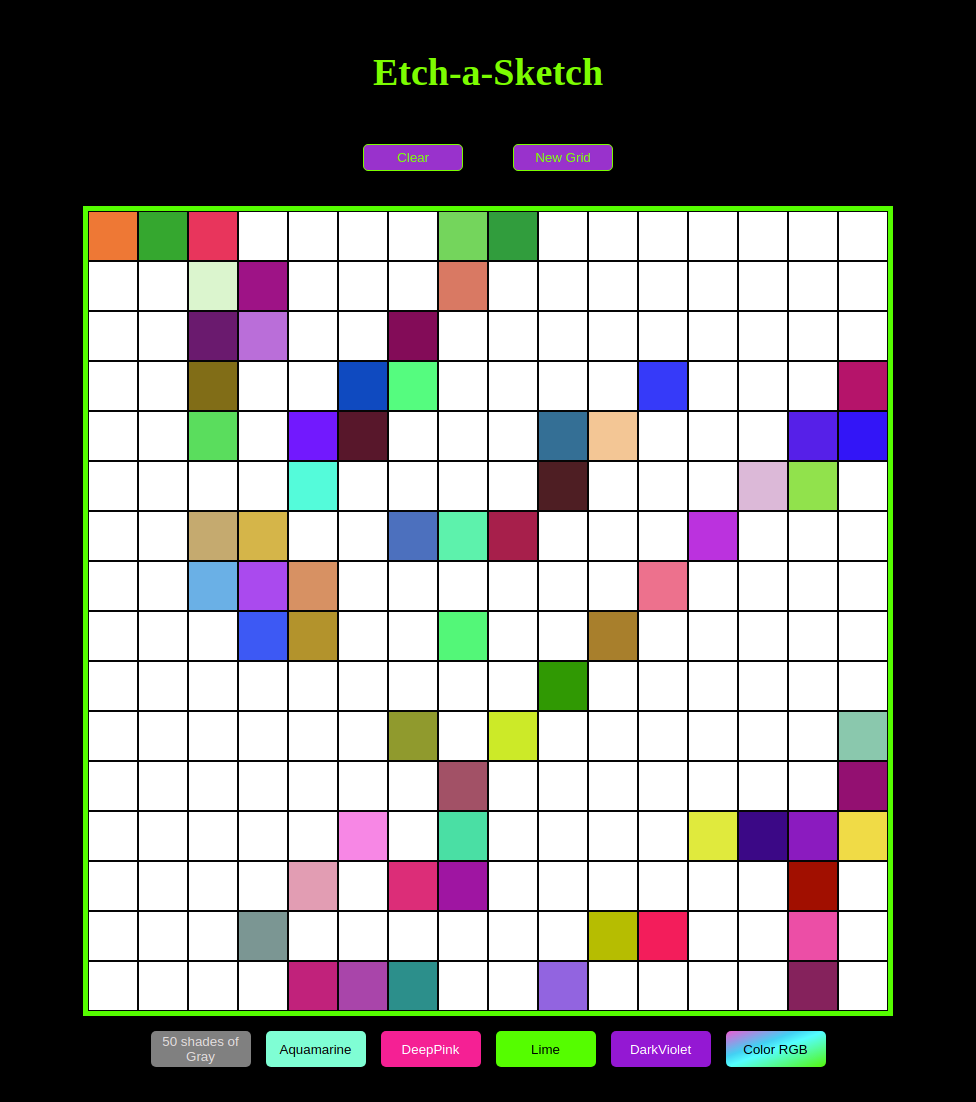 Etch-a-Sketch
Clear
New Grid
50 shades of
Gray
Aquamarine
DeepPink
Lime
DarkViolet
Color RGB